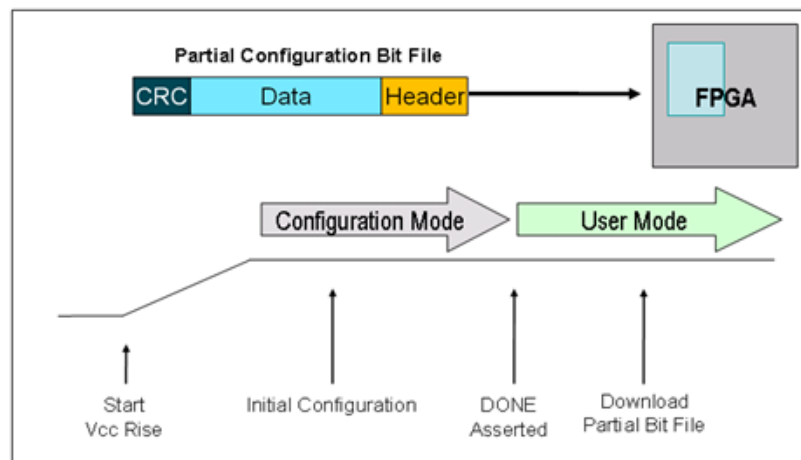 Partial Configuration Bit File
CRC Data Header
FPGA
Configuration Mode
User Mode
Start
Vcc Rise
Initial Configuration
DONE
Asserted
Download
Partial Bit File